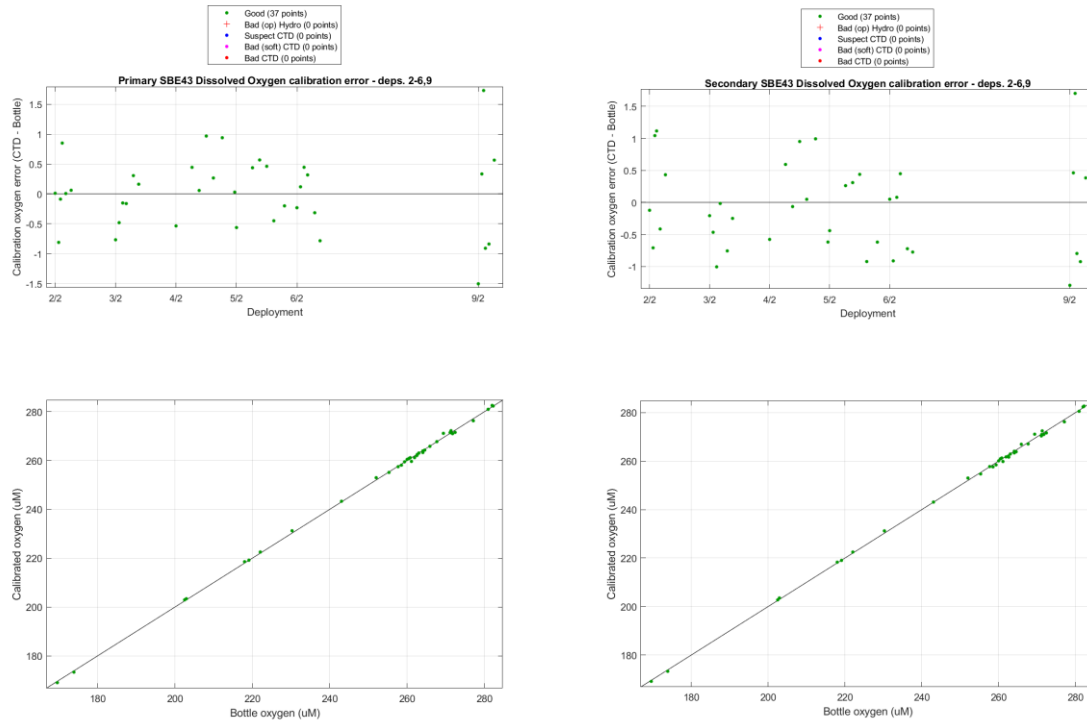 Good (37 points)
Bad (op) Hydro (0 points)
Suspect CTD (0 points)
Bad (soft) CTD (0 points)
Bad CTD (0 points)
Primary SBE43 Dissolved Oxygen calibration error - deps. 2-6,9
Calibration oxygen error (CTD - Bottle)
1.5
1
0.5
0
-0.5
-1
-1.5
2/2 3/2 4/2 5/2 6/2 9/2
Deployment
Good (37 points)
Bad (op) Hydro (0 points)
Suspect CTD (0 points)
Bad (soft) CTD (0 points)
Bad CTD (0 points)
Secondary SBE43 Dissolved Oxygen calibration error - deps. 2-6,9
Calibration oxygen error (CTD - Bottle)
1.5
1
0.5
0
-0.5
-1
2/2 3/2 4/2 5/2 6/2 9/2
Deployment
Calibrated oxygen (uM)
280
260
240
220
200
180
180 200 220 240 260 280
Bottle oxygen (uM)
Calibrated oxygen (uM)
280
260
240
220
200
180
180 200 220 240 260 280
Bottle oxygen (uM)